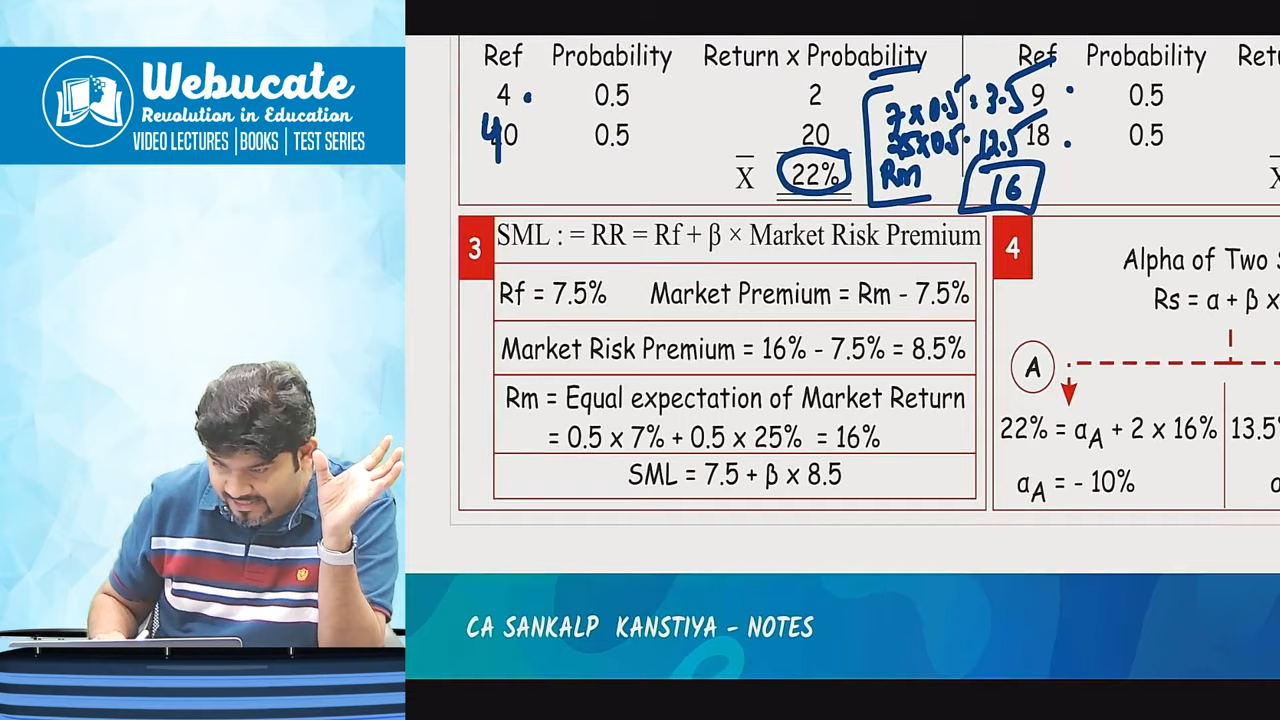 Webucate
Revolution in Education
VIDEO LECTURES | BOOKS | TEST SERIES
Ref Probability Return x Probability Ref Probability
4 0.5 2 7 x 0.5 = 3.5 9 0.5
40 0.5 20 25 x 0.5 = 12.5 18 0.5
X 22% Rm 16 X
3 SML : = RR = Rf + β × Market Risk Premium
Rf = 7.5% Market Premium = Rm - 7.5%
Market Risk Premium = 16% - 7.5% = 8.5%
Rm = Equal expectation of Market Return
= 0.5 x 7% + 0.5 x 25% = 16%
SML = 7.5 + β x 8.5
4 Alpha of Two
Rs = α + β x
A
22% = αA + 2 x 16% 13.5%
αA = - 10% α
CA SANKALP KANSTIYA - NOTES